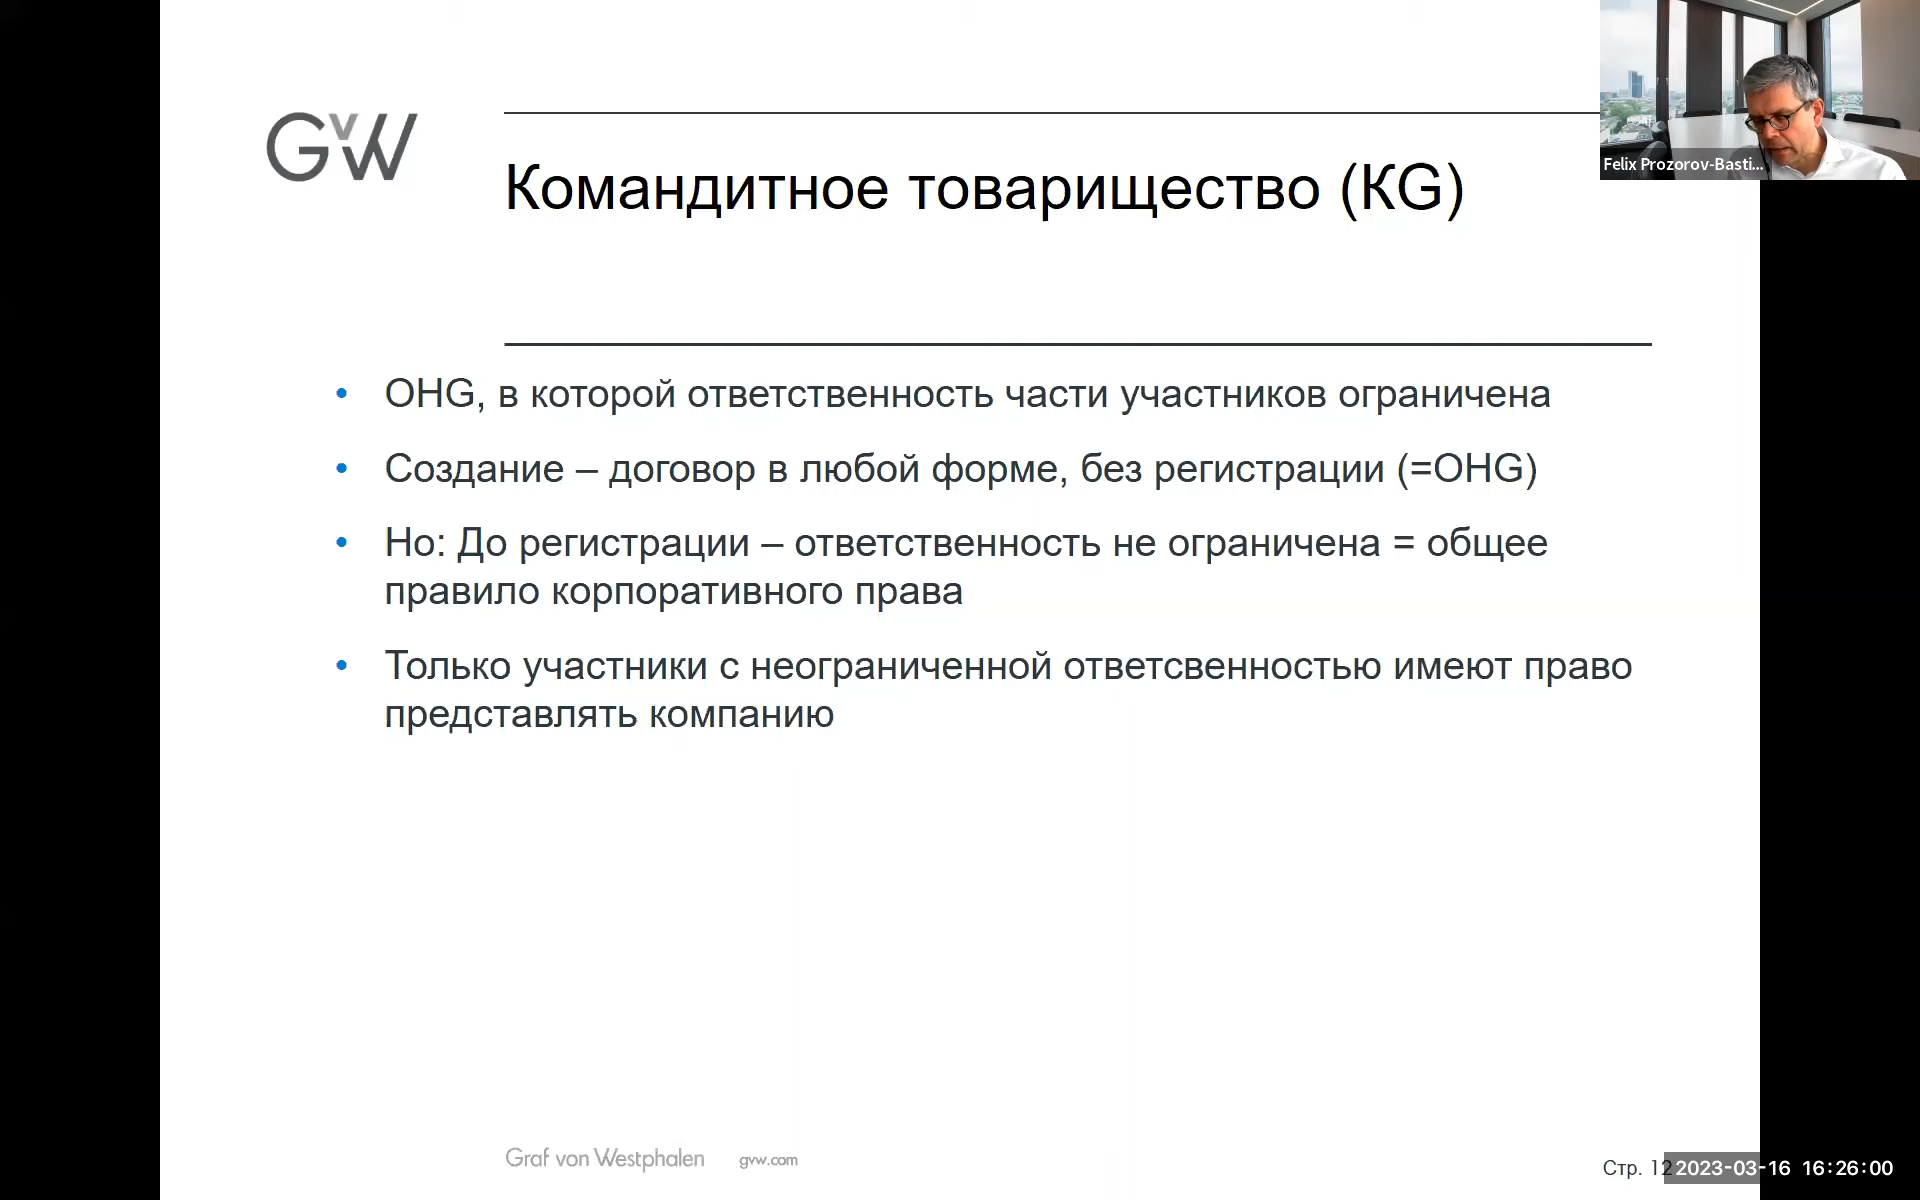 GvW
Felix Prozorov-Basti...
Командитное товарищество (KG)
• OHG, в которой ответственность части участников ограничена
• Создание – договор в любой форме, без регистрации (=OHG)
• Но: До регистрации – ответственность не ограничена = общее
правило корпоративного права
• Только участники с неограниченной ответсвенностью имеют право
представлять компанию
Graf von Westphalen gvw.com
Стр. 12
2023-03-16 16:26:00